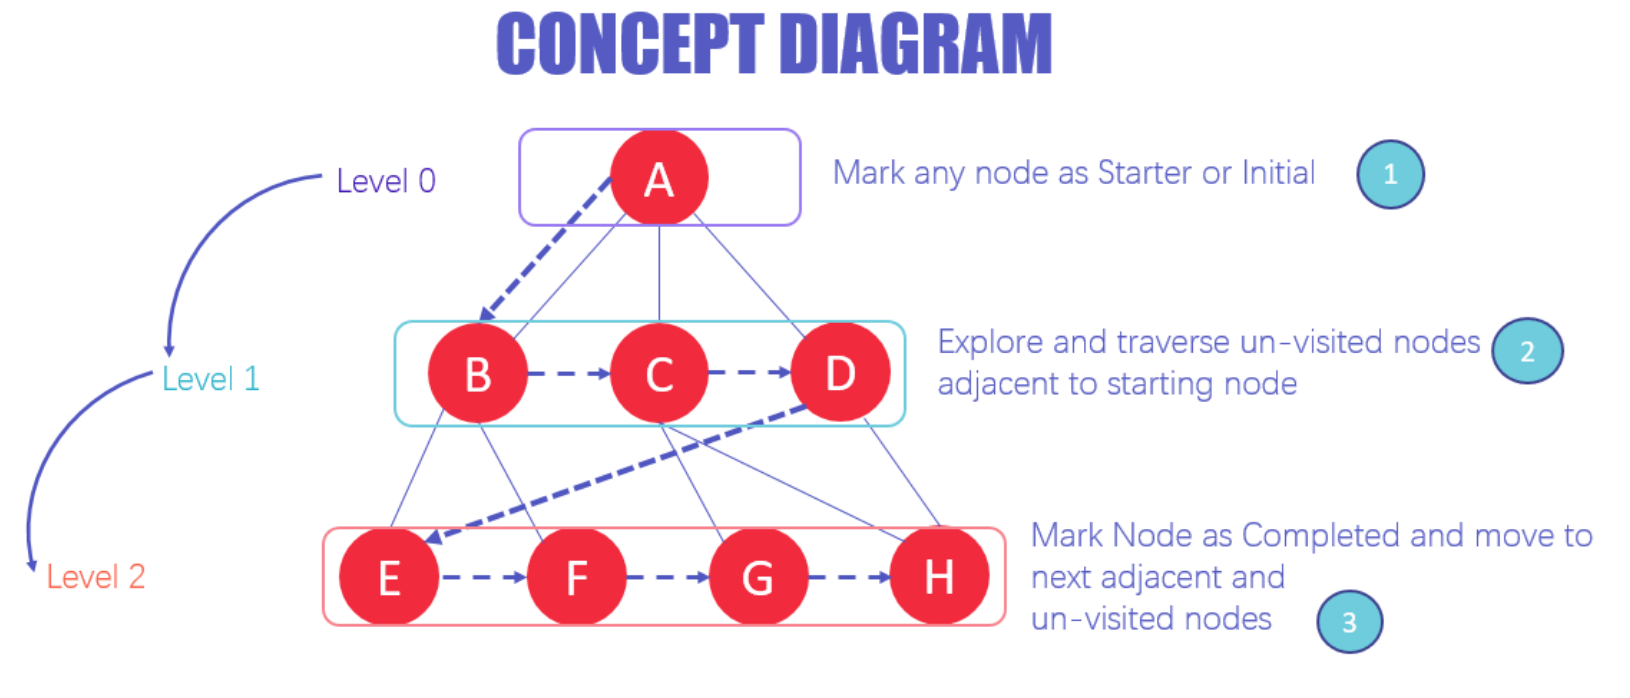 CONCEPT DIAGRAM
Level 0
A
Mark any node as Starter or Initial
1
Level 1
B
C
D
Explore and traverse un-visited nodes
adjacent to starting node
2
Level 2
E
F
G
H
Mark Node as Completed and move to
next adjacent and
un-visited nodes
3